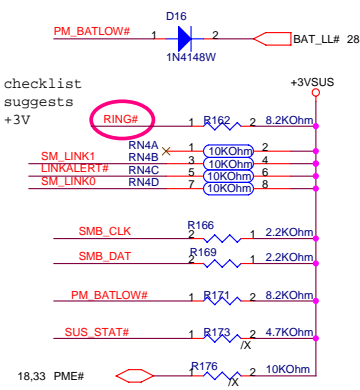 D16
PM_BATLOW# 1 2 BAT_LL# 28
1N4148W
checklist
suggests
+3V
+3VSUS
RING# 1 R162 2 8.2KOhm
RN4A 1 10KOhm 2
SM_LINK1 RN4B 3 10KOhm 4
LINKALERT# RN4C 5 10KOhm 6
SM_LINK0 RN4D 7 10KOhm 8
SMB_CLK 2 R166 1 2.2KOhm
SMB_DAT 2 R169 1 2.2KOhm
PM_BATLOW# 1 R171 2 8.2KOhm
SUS_STAT# 1 R173 2 4.7KOhm
/X
18,33 PME# 1 R176 2 10KOhm
/X